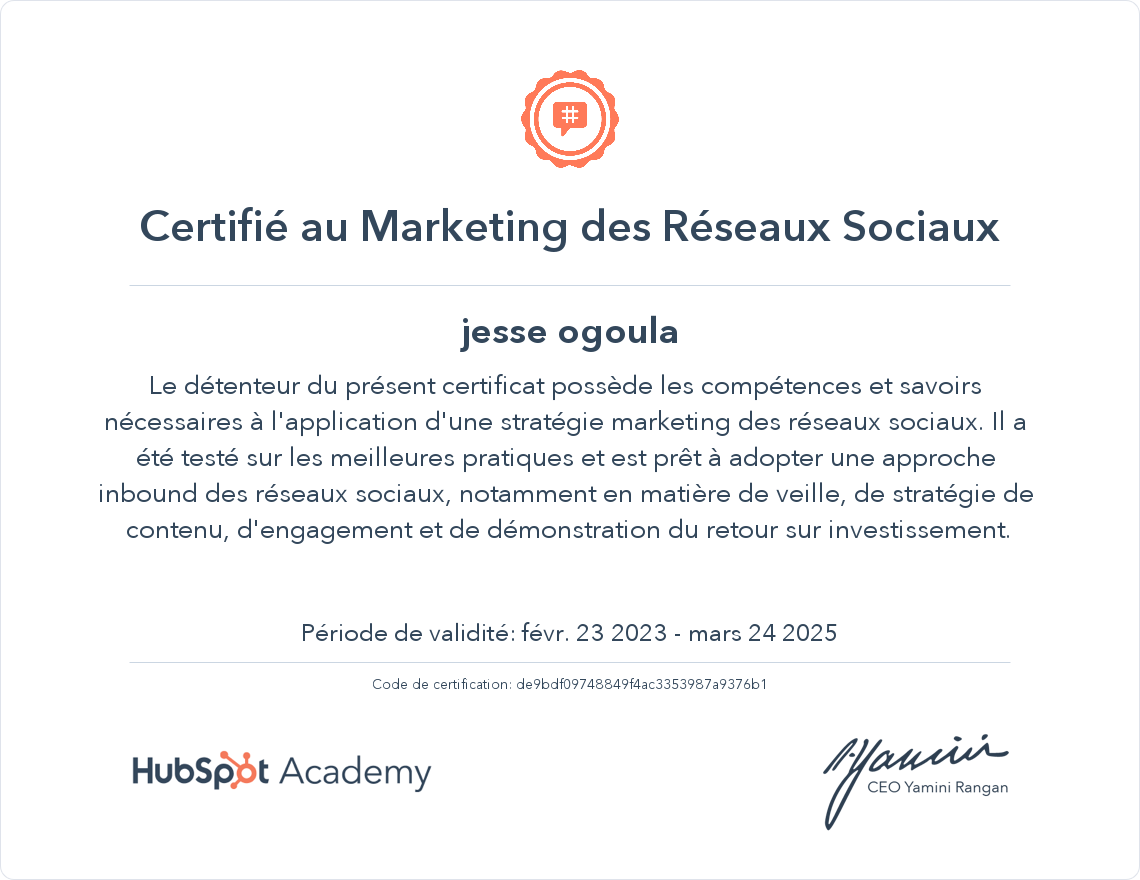 #
Certifié au Marketing des Réseaux Sociaux
jesse ogoula
Le détenteur du présent certificat possède les compétences et savoirs
nécessaires à l'application d'une stratégie marketing des réseaux sociaux. Il a
été testé sur les meilleures pratiques et est prêt à adopter une approche
inbound des réseaux sociaux, notamment en matière de veille, de stratégie de
contenu, d'engagement et de démonstration du retour sur investissement.
Période de validité: févr. 23 2023 - mars 24 2025
Code de certification: de9bdf09748849f4ac3353987a9376b1
HubSpot Academy
CEO Yamini Rangan